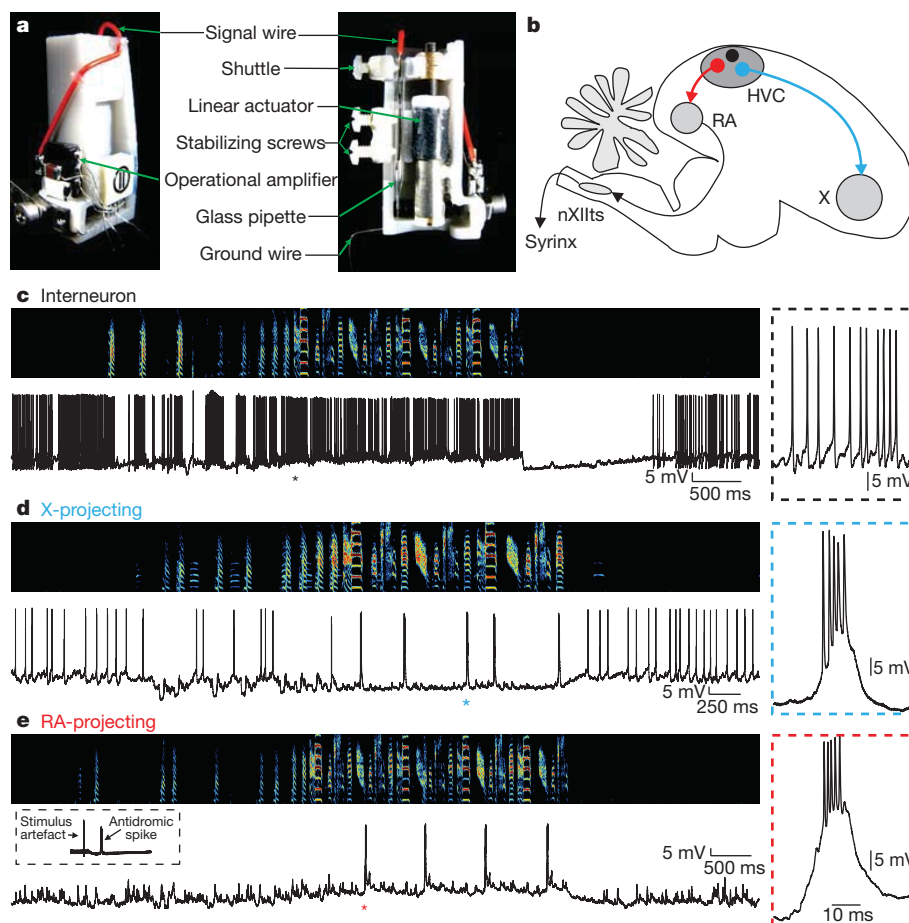 a
Signal wire
Shuttle
Linear actuator
Stabilizing screws
Operational amplifier
Glass pipette
Ground wire
b
HVC
RA
X
nXIIts
Syrinx
c Interneuron
*
5 mV
500 ms
5 mV
d X-projecting
*
5 mV
250 ms
5 mV
e RA-projecting
Stimulus
artefact
Antidromic
spike
*
5 mV
500 ms
5 mV
10 ms